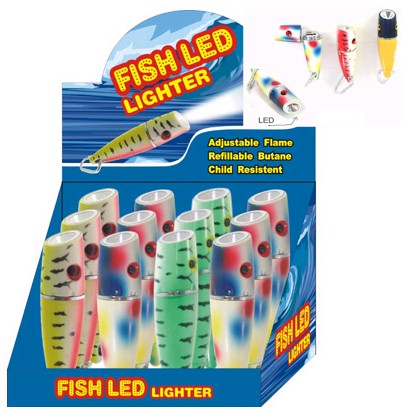 FISH LED
LIGHTER
LED
Adjustable Flame
Refillable Butane
Child Resistent
FISH LED
LIGHTER
FISH LED LIGHTER